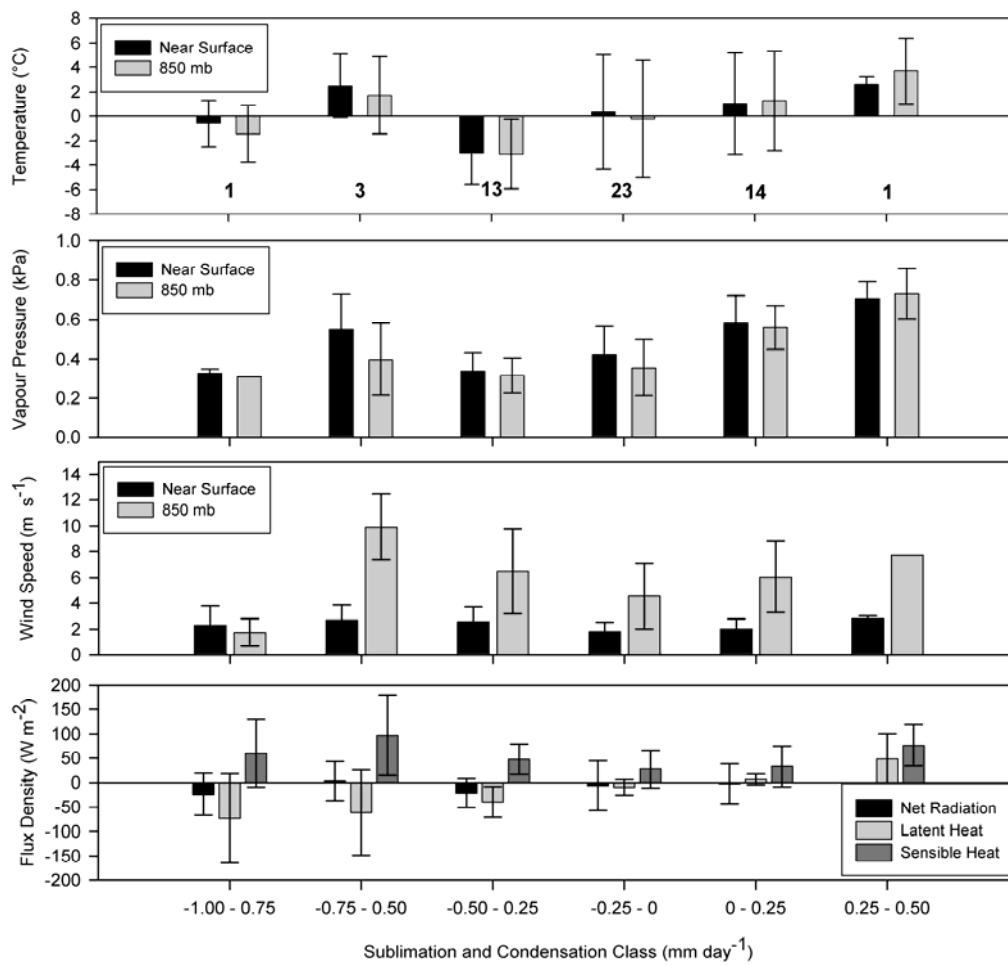 8
6
4
2
0
-2
-4
-6
-8
Temperature (°C)
Near Surface
850 mb
1 3 13 23 14 1
1.0
0.8
0.6
0.4
0.2
0.0
Vapour Pressure (kPa)
Near Surface
850 mb
14
12
10
8
6
4
2
0
Wind Speed (m s-1)
Near Surface
850 mb
200
150
100
50
0
-50
-100
-150
-200
Flux Density (W m-2)
Net Radiation
Latent Heat
Sensible Heat
-1.00 - 0.75 -0.75 - 0.50 -0.50 - 0.25 -0.25 - 0 0 - 0.25 0.25 - 0.50
Sublimation and Condensation Class (mm day-1)